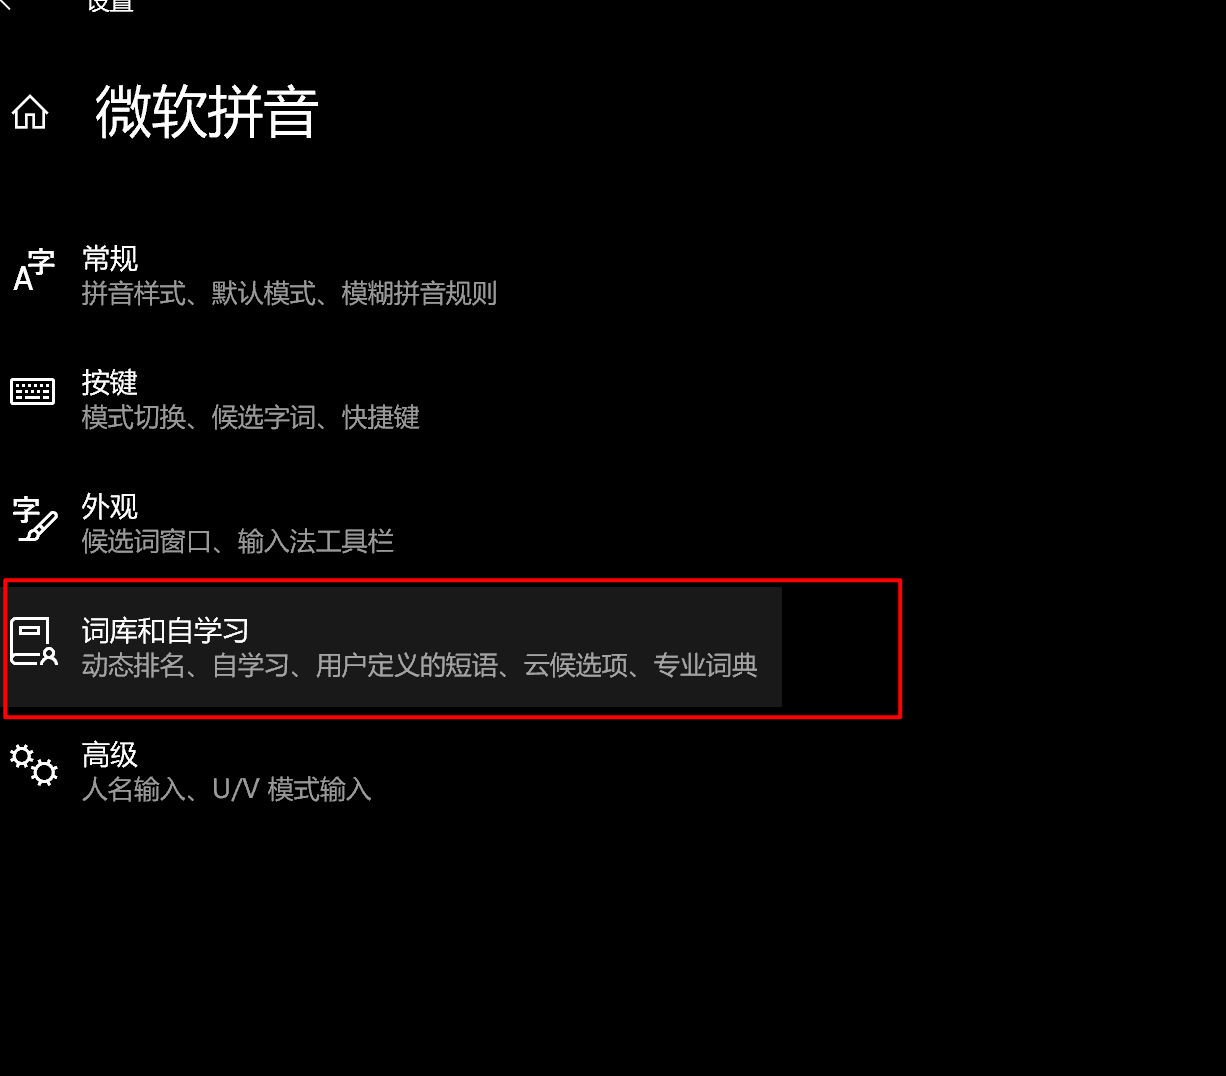 设置
微软拼音
常规
拼音样式、默认模式、模糊拼音规则
按键
模式切换、候选字词、快捷键
外观
候选词窗口、输入法工具栏
词库和自学习
动态排名、自学习、用户定义的短语、云候选项、专业词典
高级
人名输入、U/V 模式输入